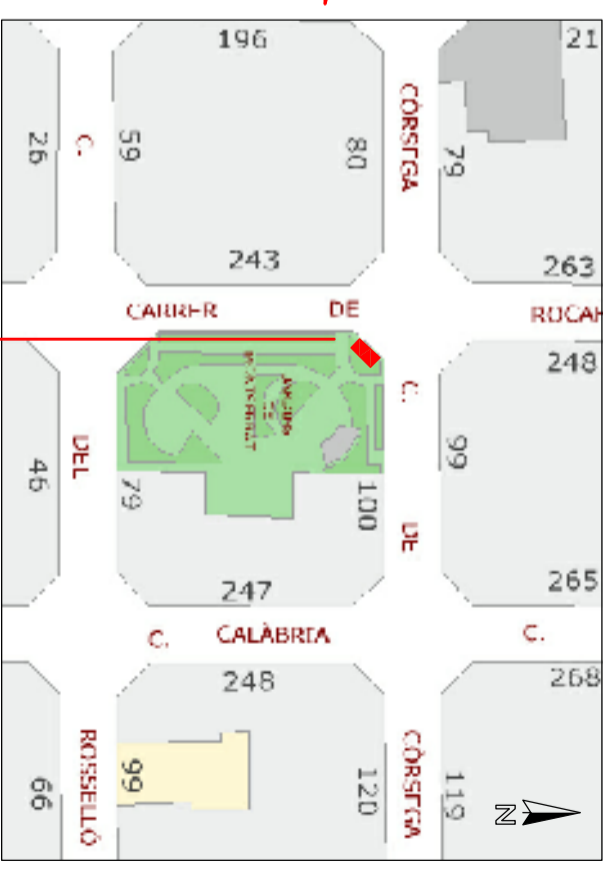 196
21
26
C.
59
80
CÒRSEGA
79
243
263
CARRER DE
ROCAF
248
46
DEL
79
JARDINS
100
C.
99
DE
247
265
C. CALÀBRIA C.
248
268
66
ROSSELLÓ
99
120
CÒRSEGA
119
N